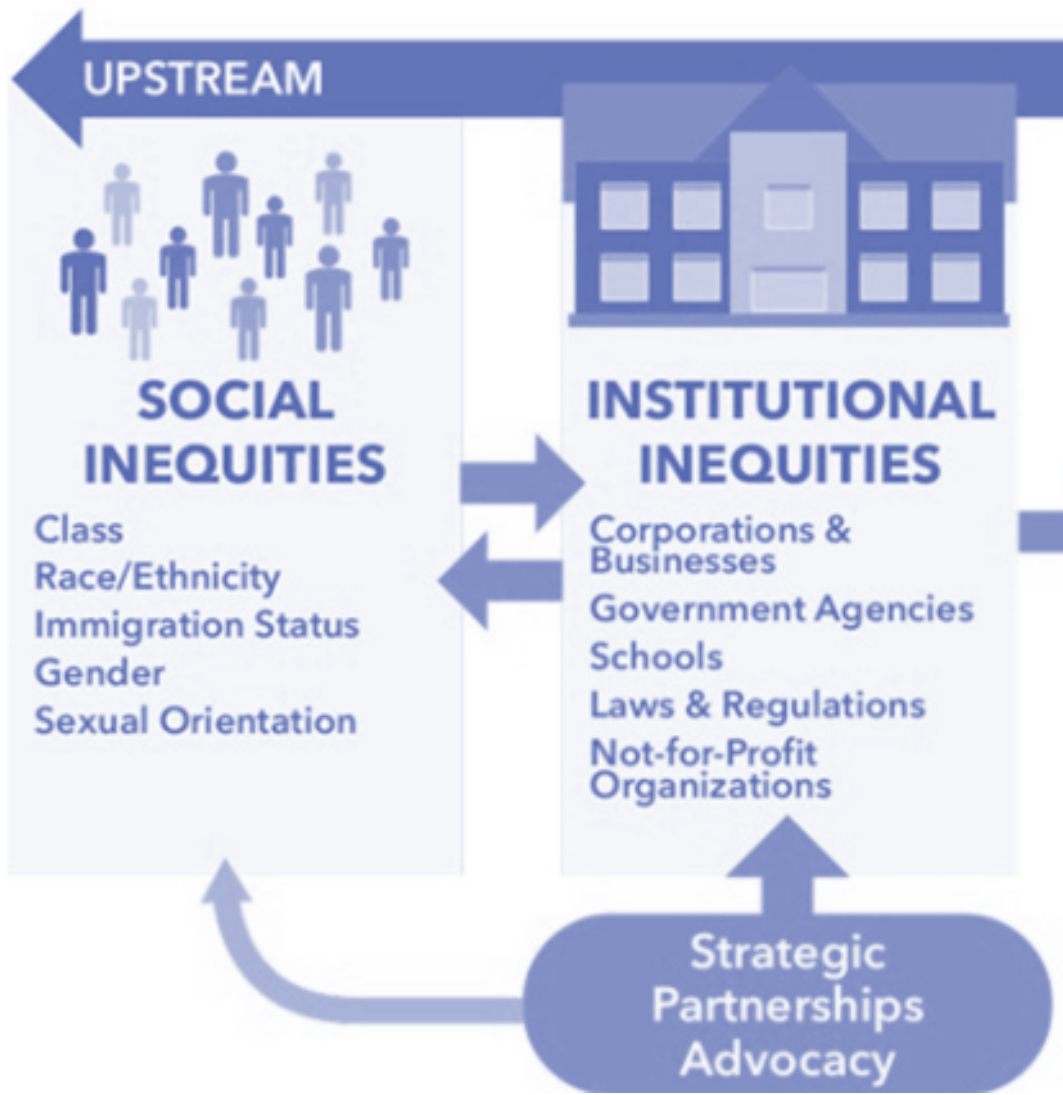 UPSTREAM
SOCIAL
INEQUITIES
Class
Race/Ethnicity
Immigration Status
Gender
Sexual Orientation
INSTITUTIONAL
INEQUITIES
Corporations &
Businesses
Government Agencies
Schools
Laws & Regulations
Not-for-Profit
Organizations
Strategic
Partnerships
Advocacy